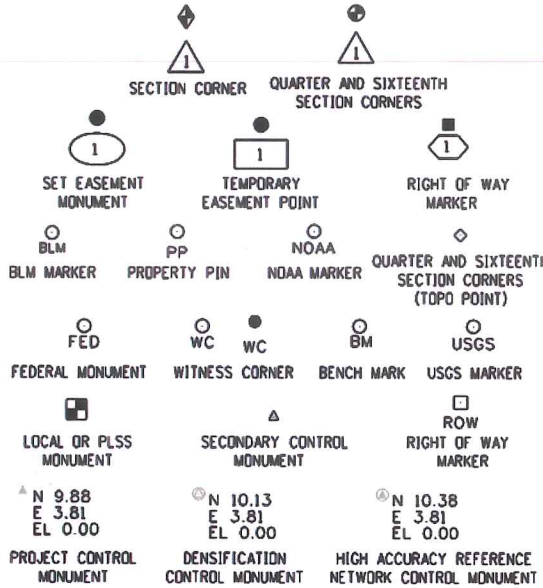 1
1
SECTION CORNER
QUARTER AND SIXTEENTH
SECTION CORNERS
1
1
1
SET EASEMENT
MONUMENT
TEMPORARY
EASEMENT POINT
RIGHT OF WAY
MARKER
BLM
PP
NOAA
BLM MARKER
PROPERTY PIN
NOAA MARKER
QUARTER AND SIXTEENTH
SECTION CORNERS
(TOPO POINT)
FED
WC
WC
BM
USGS
FEDERAL MONUMENT
WITNESS CORNER
BENCH MARK
USGS MARKER
ROW
LOCAL OR PLSS
MONUMENT
SECONDARY CONTROL
MONUMENT
RIGHT OF WAY
MARKER
N 9.88
E 3.81
EL 0.00
N 10.13
E 3.81
EL 0.00
N 10.38
E 3.81
EL 0.00
PROJECT CONTROL
MONUMENT
DENSIFICATION
CONTROL MONUMENT
HIGH ACCURACY REFERENCE
NETWORK CONTROL MONUMENT